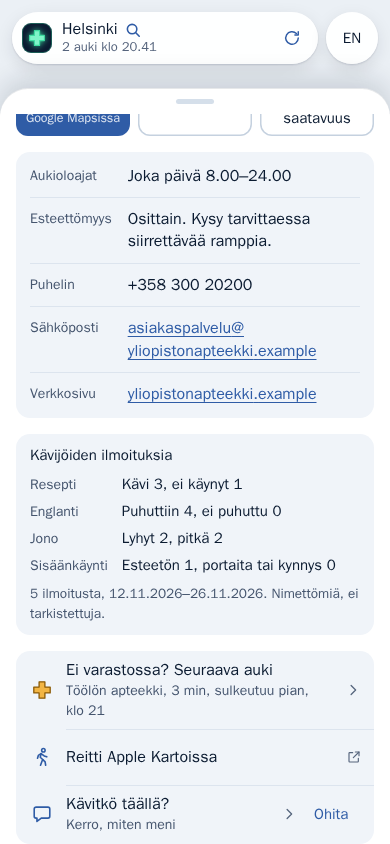 Helsinki
2 auki klo 20.41
EN
Google Mapsissa
saatavuus
Aukioloajat Joka päivä 8.00–24.00
Esteettömyys Osittain. Kysy tarvittaessa
siirrettävää ramppia.
Puhelin +358 300 20200
Sähköposti asiakaspalvelu@
yliopistonapteekki.example
Verkkosivu yliopistonapteekki.example
Kävijöiden ilmoituksia
Resepti Kävi 3, ei käynyt 1
Englanti Puhuttiin 4, ei puhuttu 0
Jono Lyhyt 2, pitkä 2
Sisäänkäynti Esteetön 1, portaita tai kynnys 0
5 ilmoitusta, 12.11.2026–26.11.2026. Nimettömiä, ei
tarkistettuja.
Ei varastossa? Seuraava auki
Töölön apteekki, 3 min, sulkeutuu pian,
klo 21
Reitti Apple Kartoissa
Kävitkö täällä?
Kerro, miten meni
Ohita